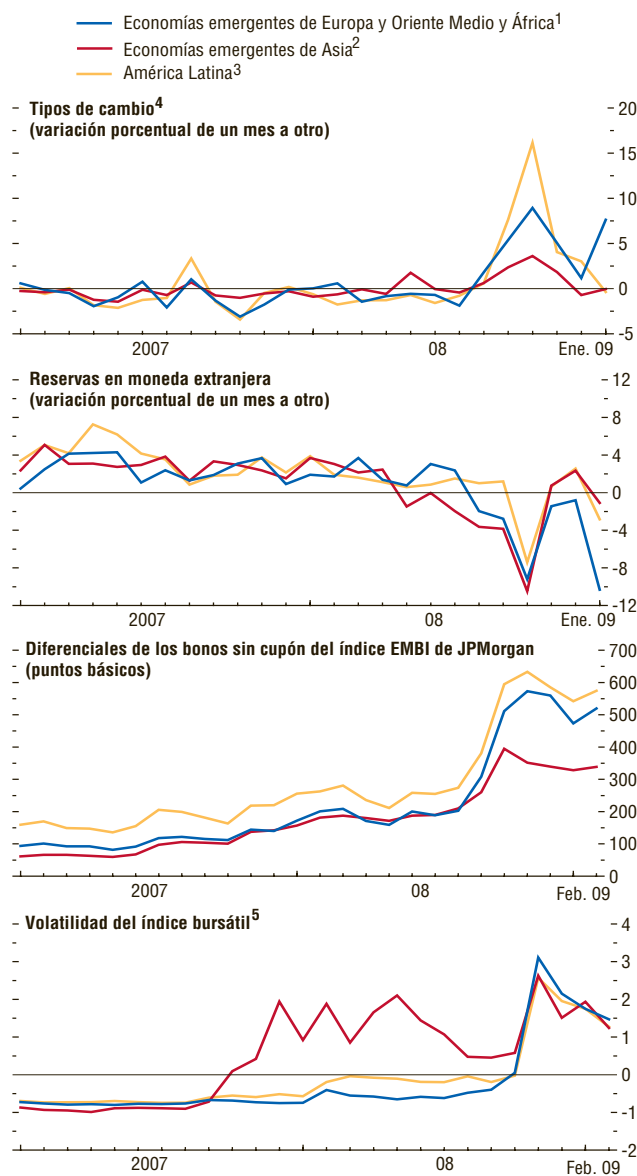 Economías emergentes de Europa y Oriente Medio y África1
Economías emergentes de Asia2
América Latina3
Tipos de cambio4
(variación porcentual de un mes a otro)
20
15
10
5
0
-5
2007
08
Ene. 09
Reservas en moneda extranjera
(variación porcentual de un mes a otro)
12
8
4
0
-4
-8
-12
2007
08
Ene. 09
Diferenciales de los bonos sin cupón del índice EMBI de JPMorgan
(puntos básicos)
700
600
500
400
300
200
100
0
2007
08
Feb. 09
Volatilidad del índice bursátil5
4
3
2
1
0
-1
-2
2007
08
Feb. 09